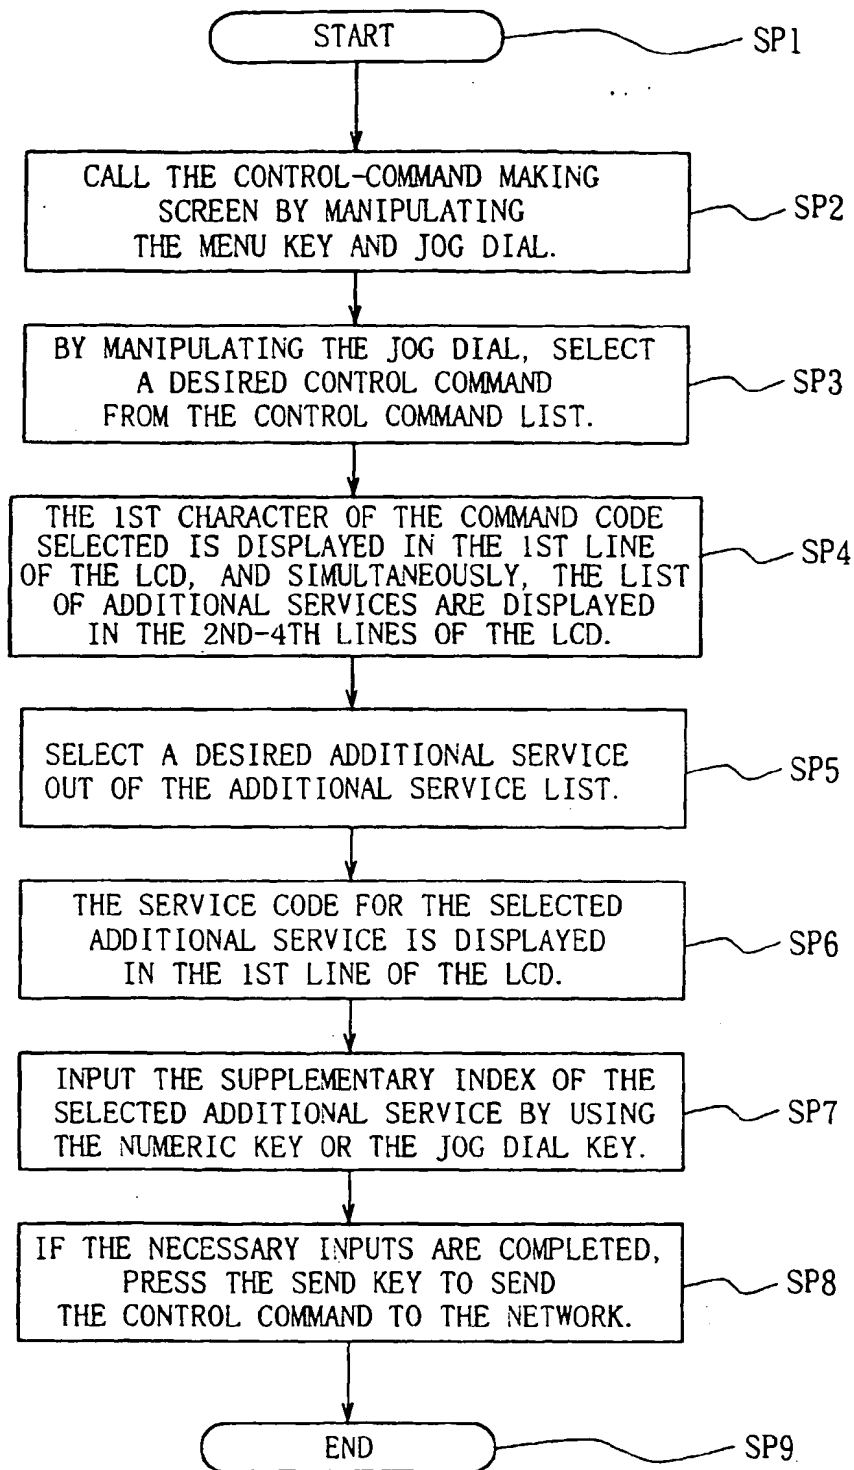 START
SP1
CALL THE CONTROL-COMMAND MAKING
SCREEN BY MANIPULATING
THE MENU KEY AND JOG DIAL.
SP2
BY MANIPULATING THE JOG DIAL, SELECT
A DESIRED CONTROL COMMAND
FROM THE CONTROL COMMAND LIST.
SP3
THE 1ST CHARACTER OF THE COMMAND CODE
SELECTED IS DISPLAYED IN THE 1ST LINE
OF THE LCD, AND SIMULTANEOUSLY, THE LIST
OF ADDITIONAL SERVICES ARE DISPLAYED
IN THE 2ND-4TH LINES OF THE LCD.
SP4
SELECT A DESIRED ADDITIONAL SERVICE
OUT OF THE ADDITIONAL SERVICE LIST.
SP5
THE SERVICE CODE FOR THE SELECTED
ADDITIONAL SERVICE IS DISPLAYED
IN THE 1ST LINE OF THE LCD.
SP6
INPUT THE SUPPLEMENTARY INDEX OF THE
SELECTED ADDITIONAL SERVICE BY USING
THE NUMERIC KEY OR THE JOG DIAL KEY.
SP7
IF THE NECESSARY INPUTS ARE COMPLETED,
PRESS THE SEND KEY TO SEND
THE CONTROL COMMAND TO THE NETWORK.
SP8
END
SP9